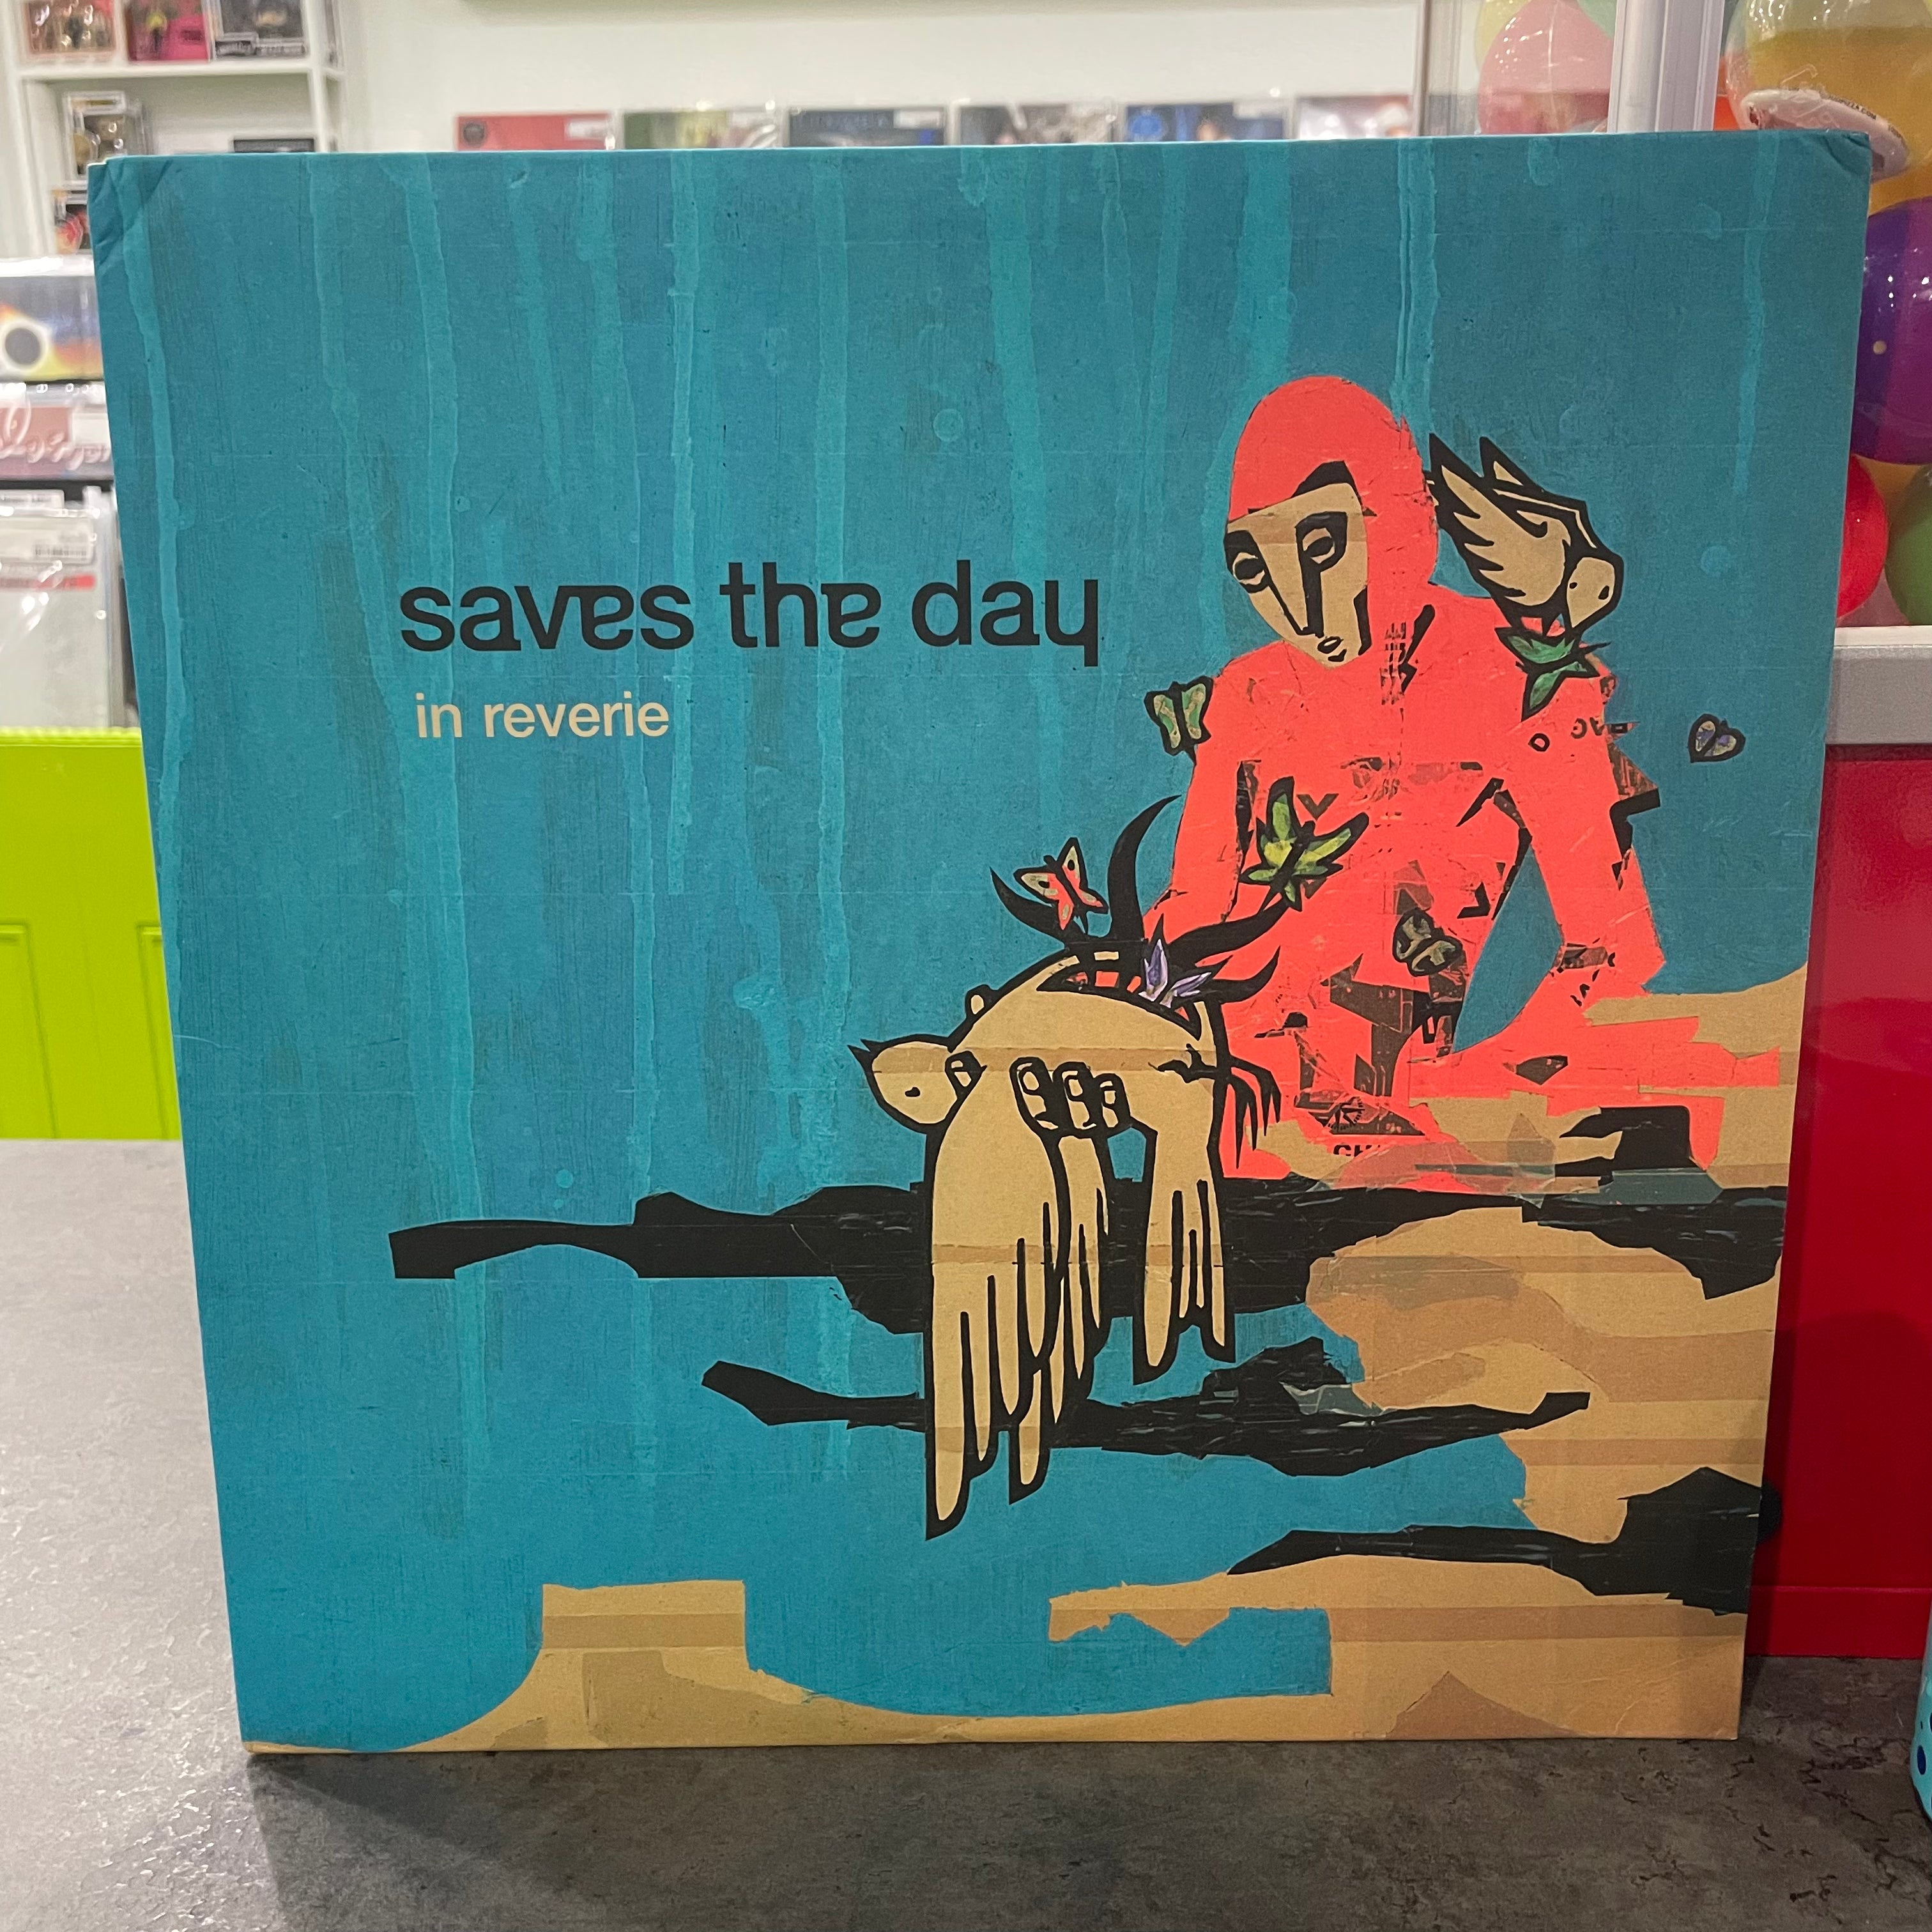 saves the day
in reverie